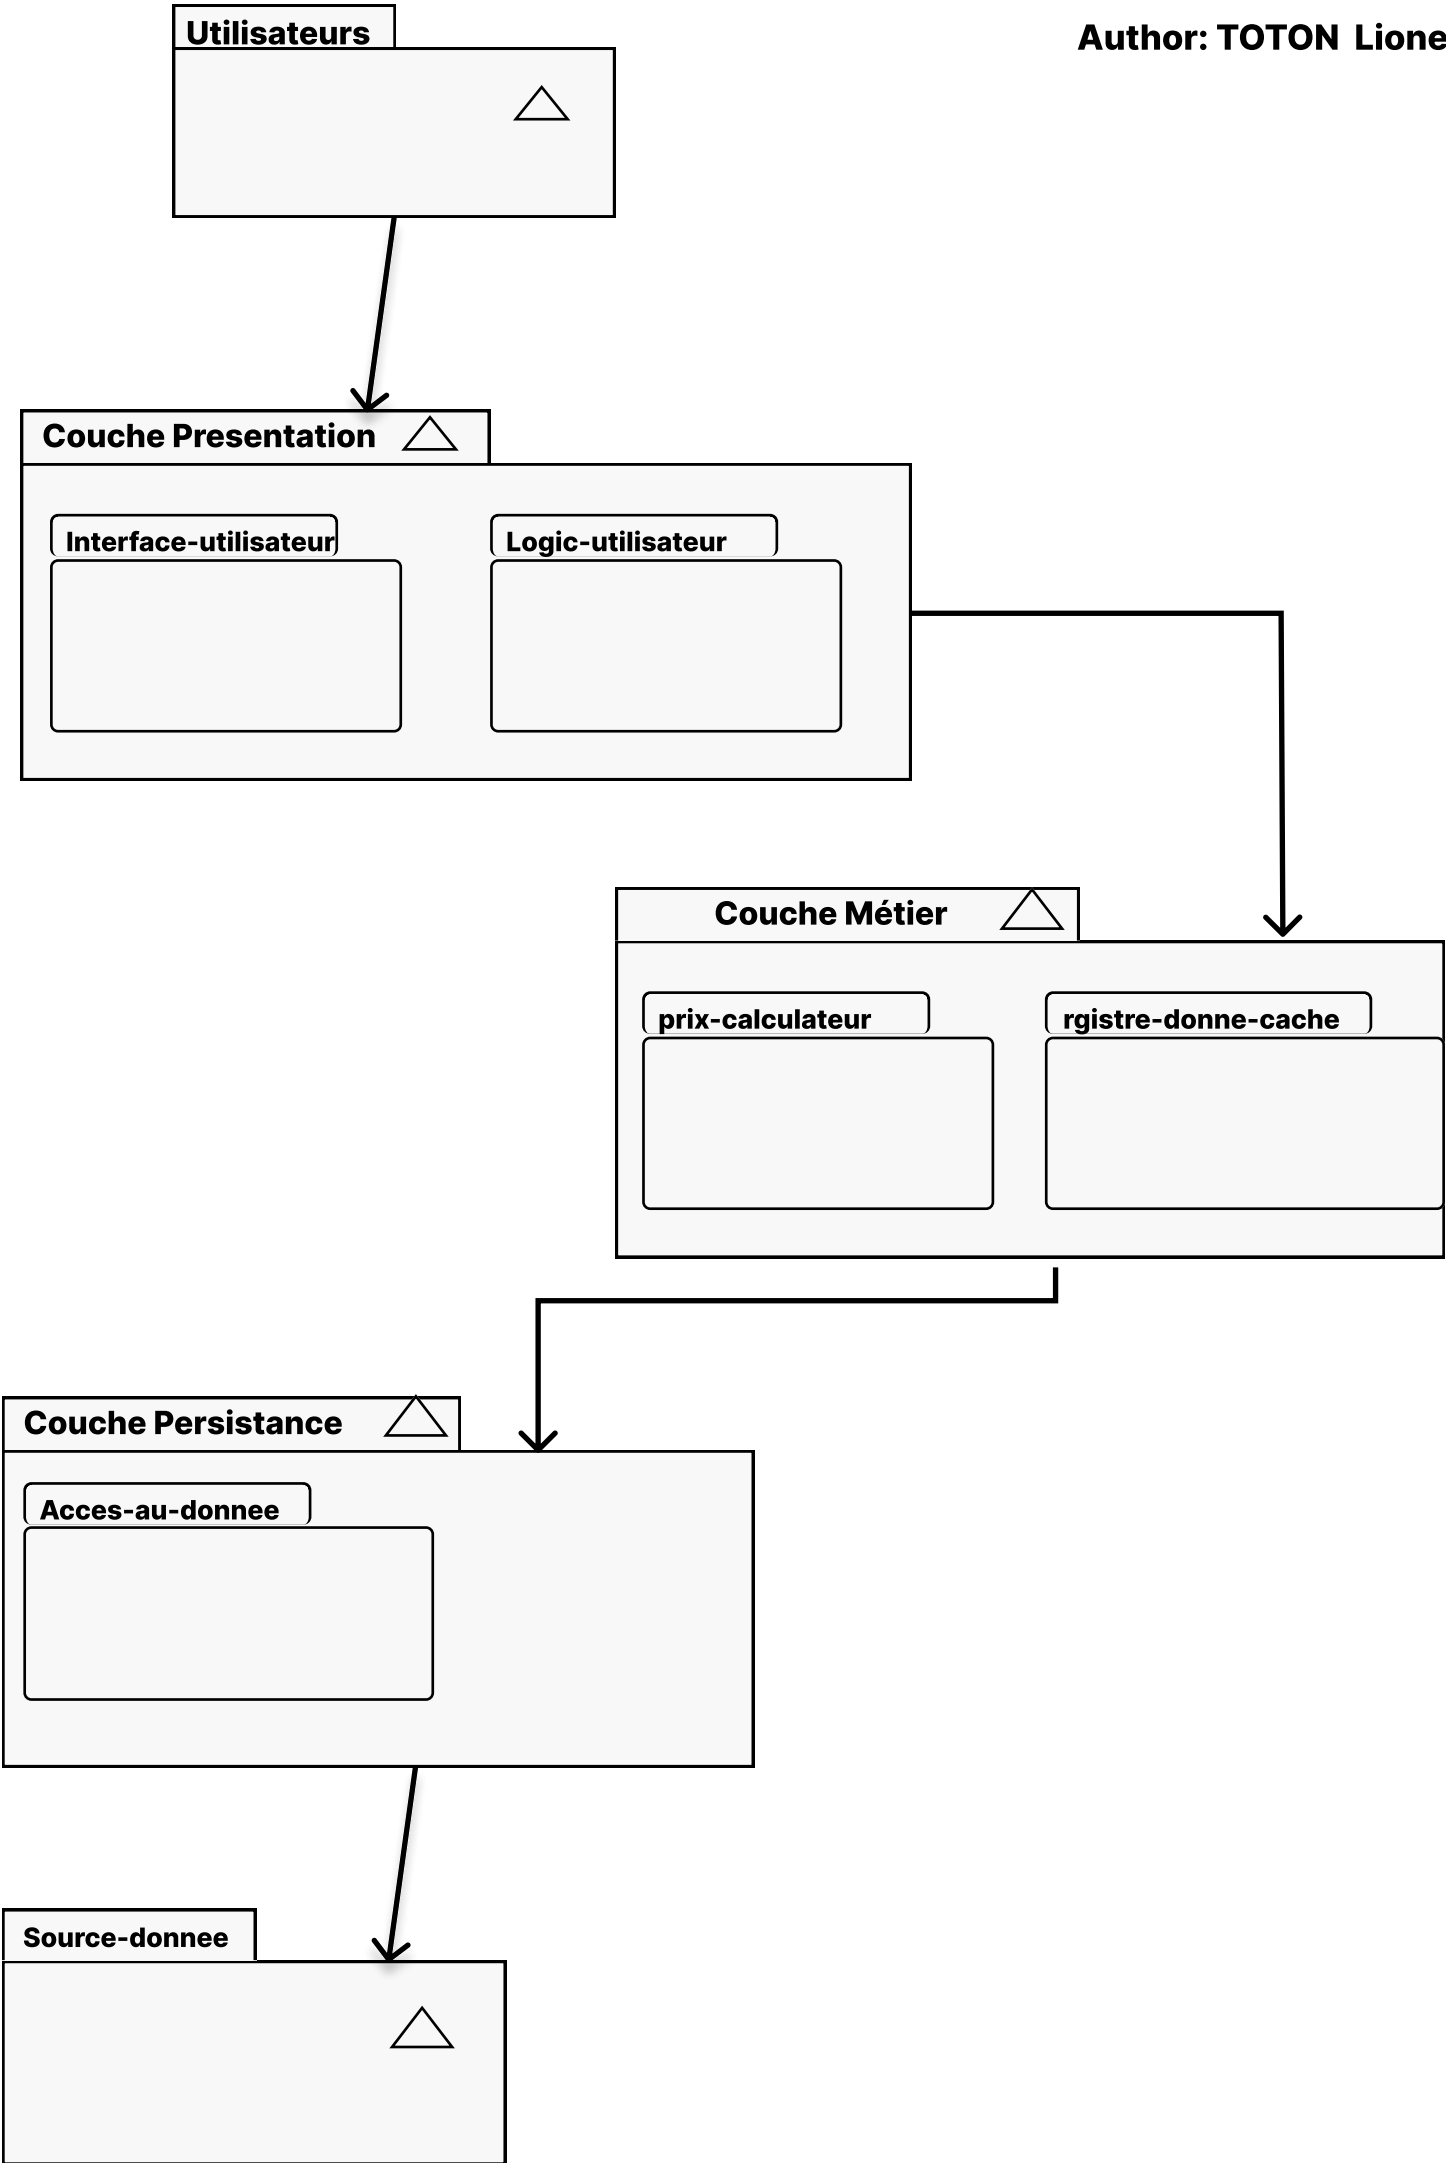 Utilisateurs
Author: TOTON Lione
Couche Presentation
Interface-utilisateur
Logic-utilisateur
Couche Métier
prix-calculateur
rgistre-donne-cache
Couche Persistance
Acces-au-donnee
Source-donnee